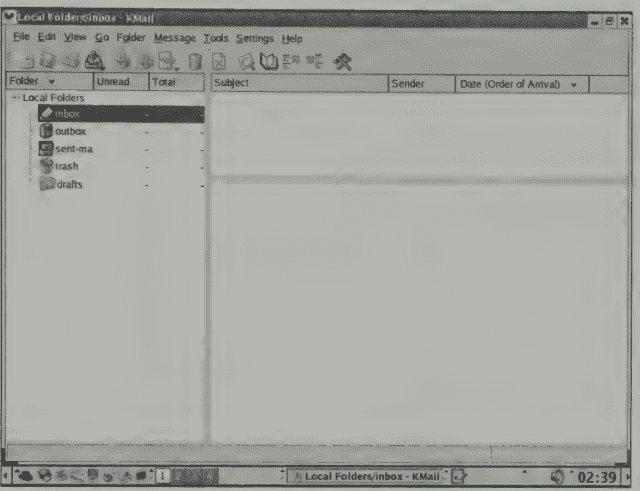 Local Folders/inbox - KMail
File Edit View Go Folder Message Tools Settings Help
Folder Unread Total Subject Sender Date (Order of Arrival)
Local Folders
inbox - -
outbox - -
sent-ma - -
trash - -
drafts - -
1 Local Folders/inbox - KMail 02:39